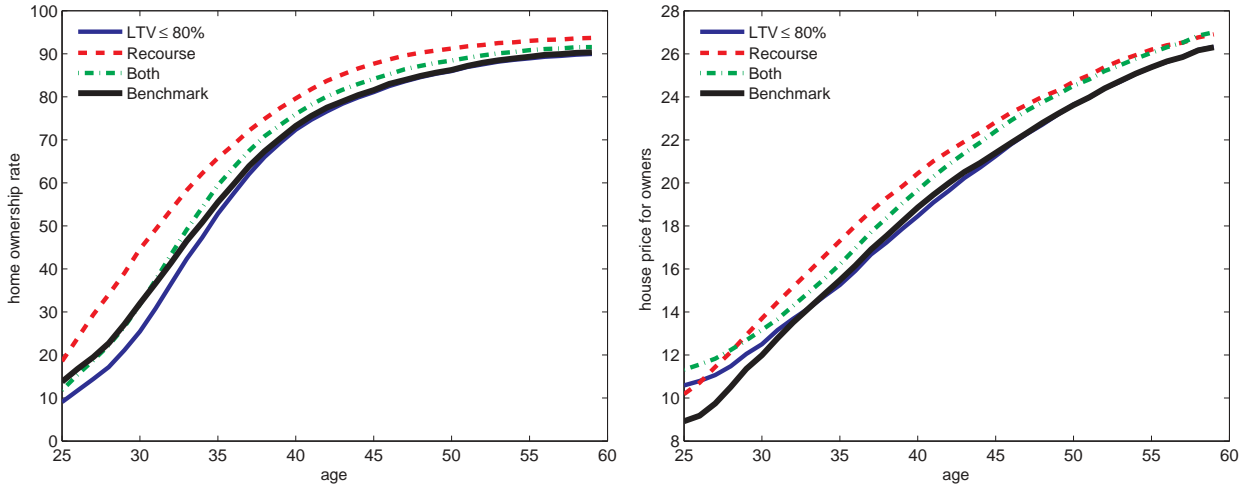 100
90
80
70
60
50
40
30
20
10
0
home ownership rate
LTV ≤ 80%
Recourse
Both
Benchmark
25 30 35 40 45 50 55 60
age
28
26
24
22
20
18
16
14
12
10
8
house price for owners
LTV ≤ 80%
Recourse
Both
Benchmark
25 30 35 40 45 50 55 60
age